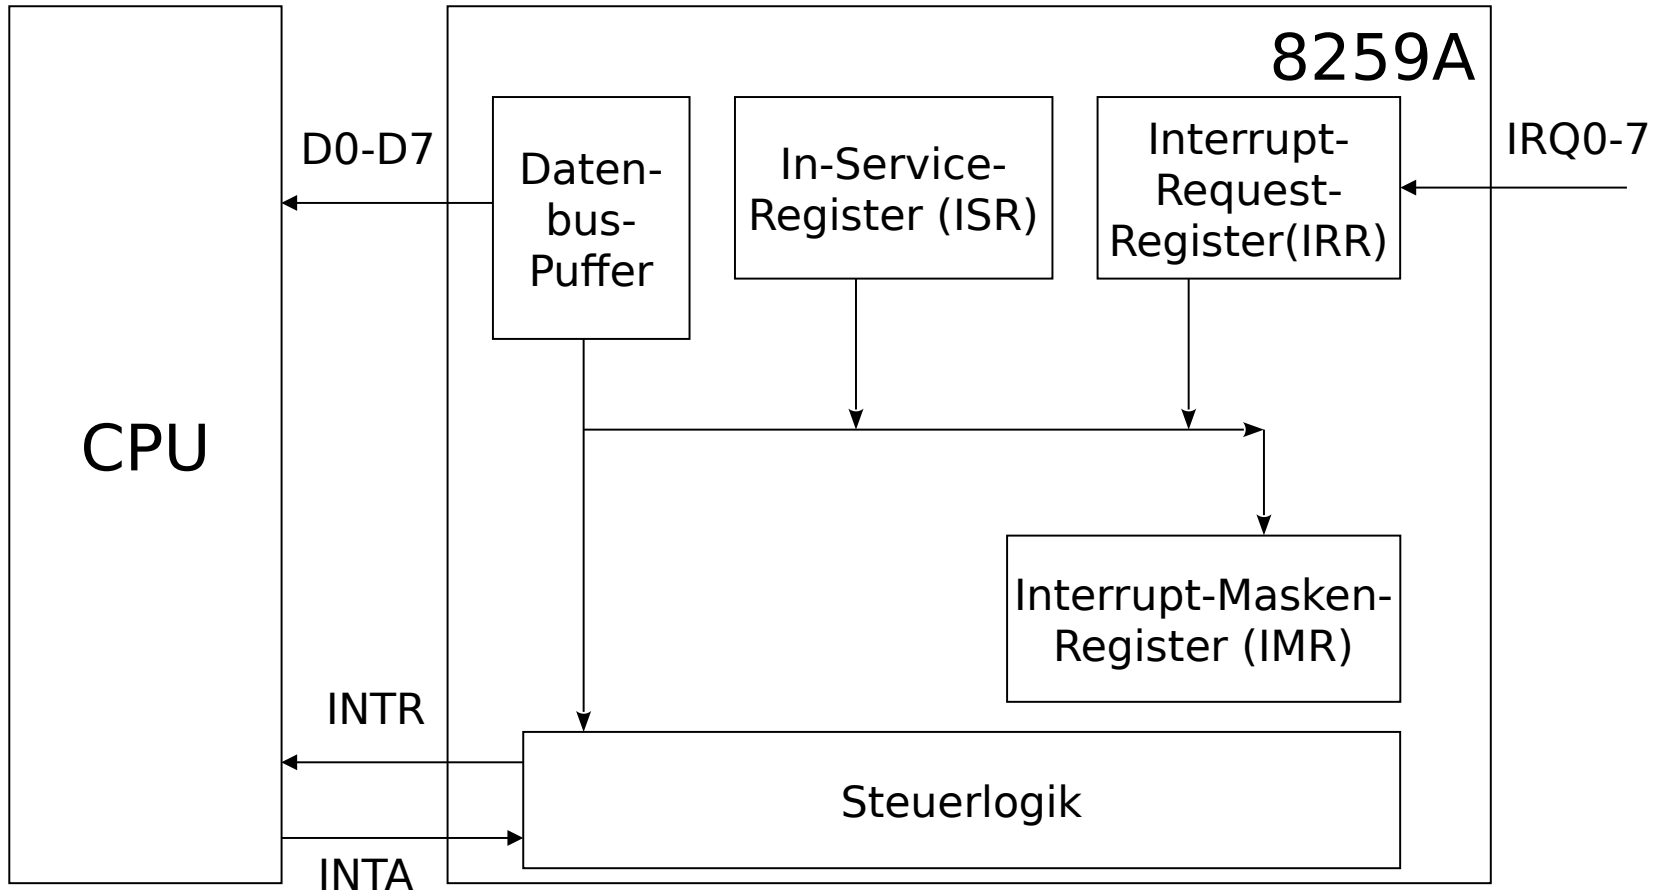 8259A
D0-D7
Daten-
bus-
Puffer
In-Service-
Register (ISR)
Interrupt-
Request-
Register(IRR)
IRQ0-7
CPU
Interrupt-Masken-
Register (IMR)
INTR
Steuerlogik
INTA